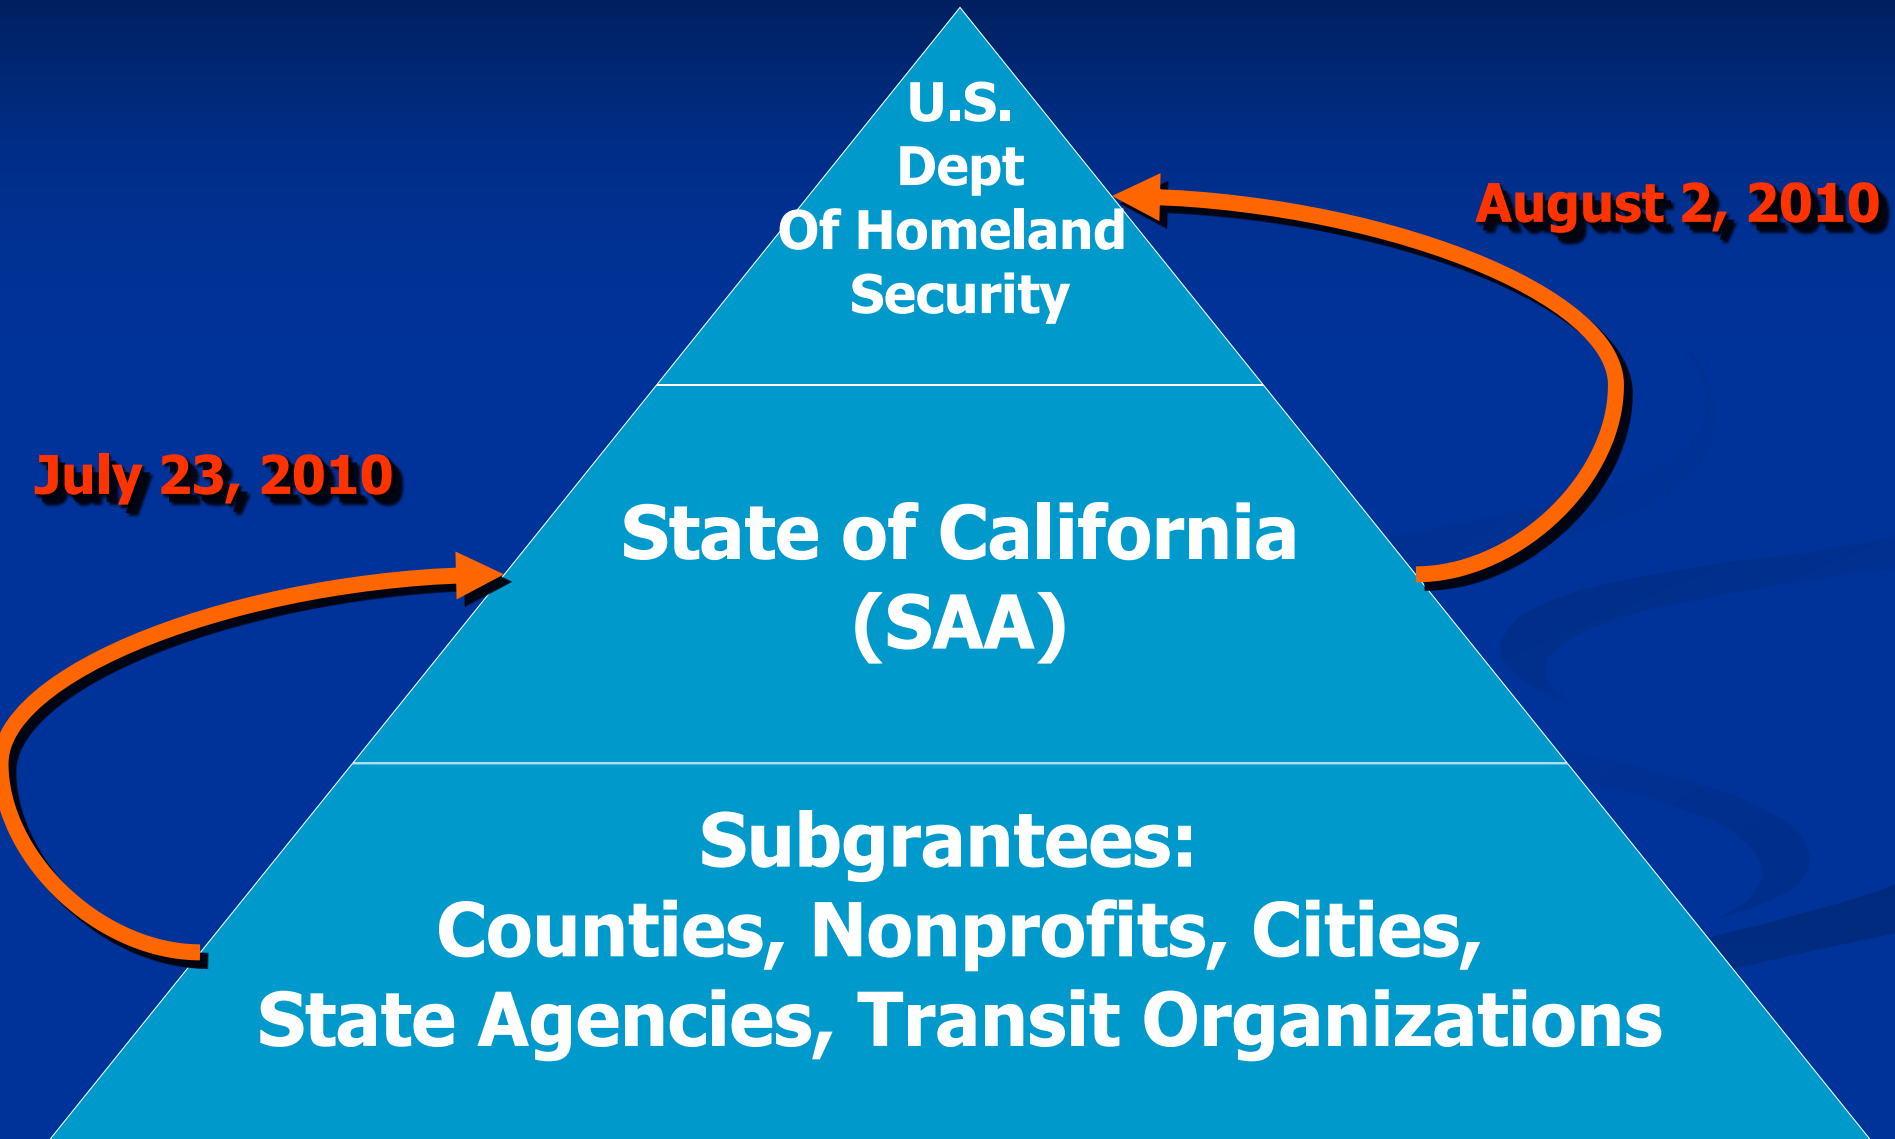 U.S.
Dept
Of Homeland
Security
August 2, 2010
July 23, 2010
State of California
(SAA)
Subgrantees:
Counties, Nonprofits, Cities,
State Agencies, Transit Organizations